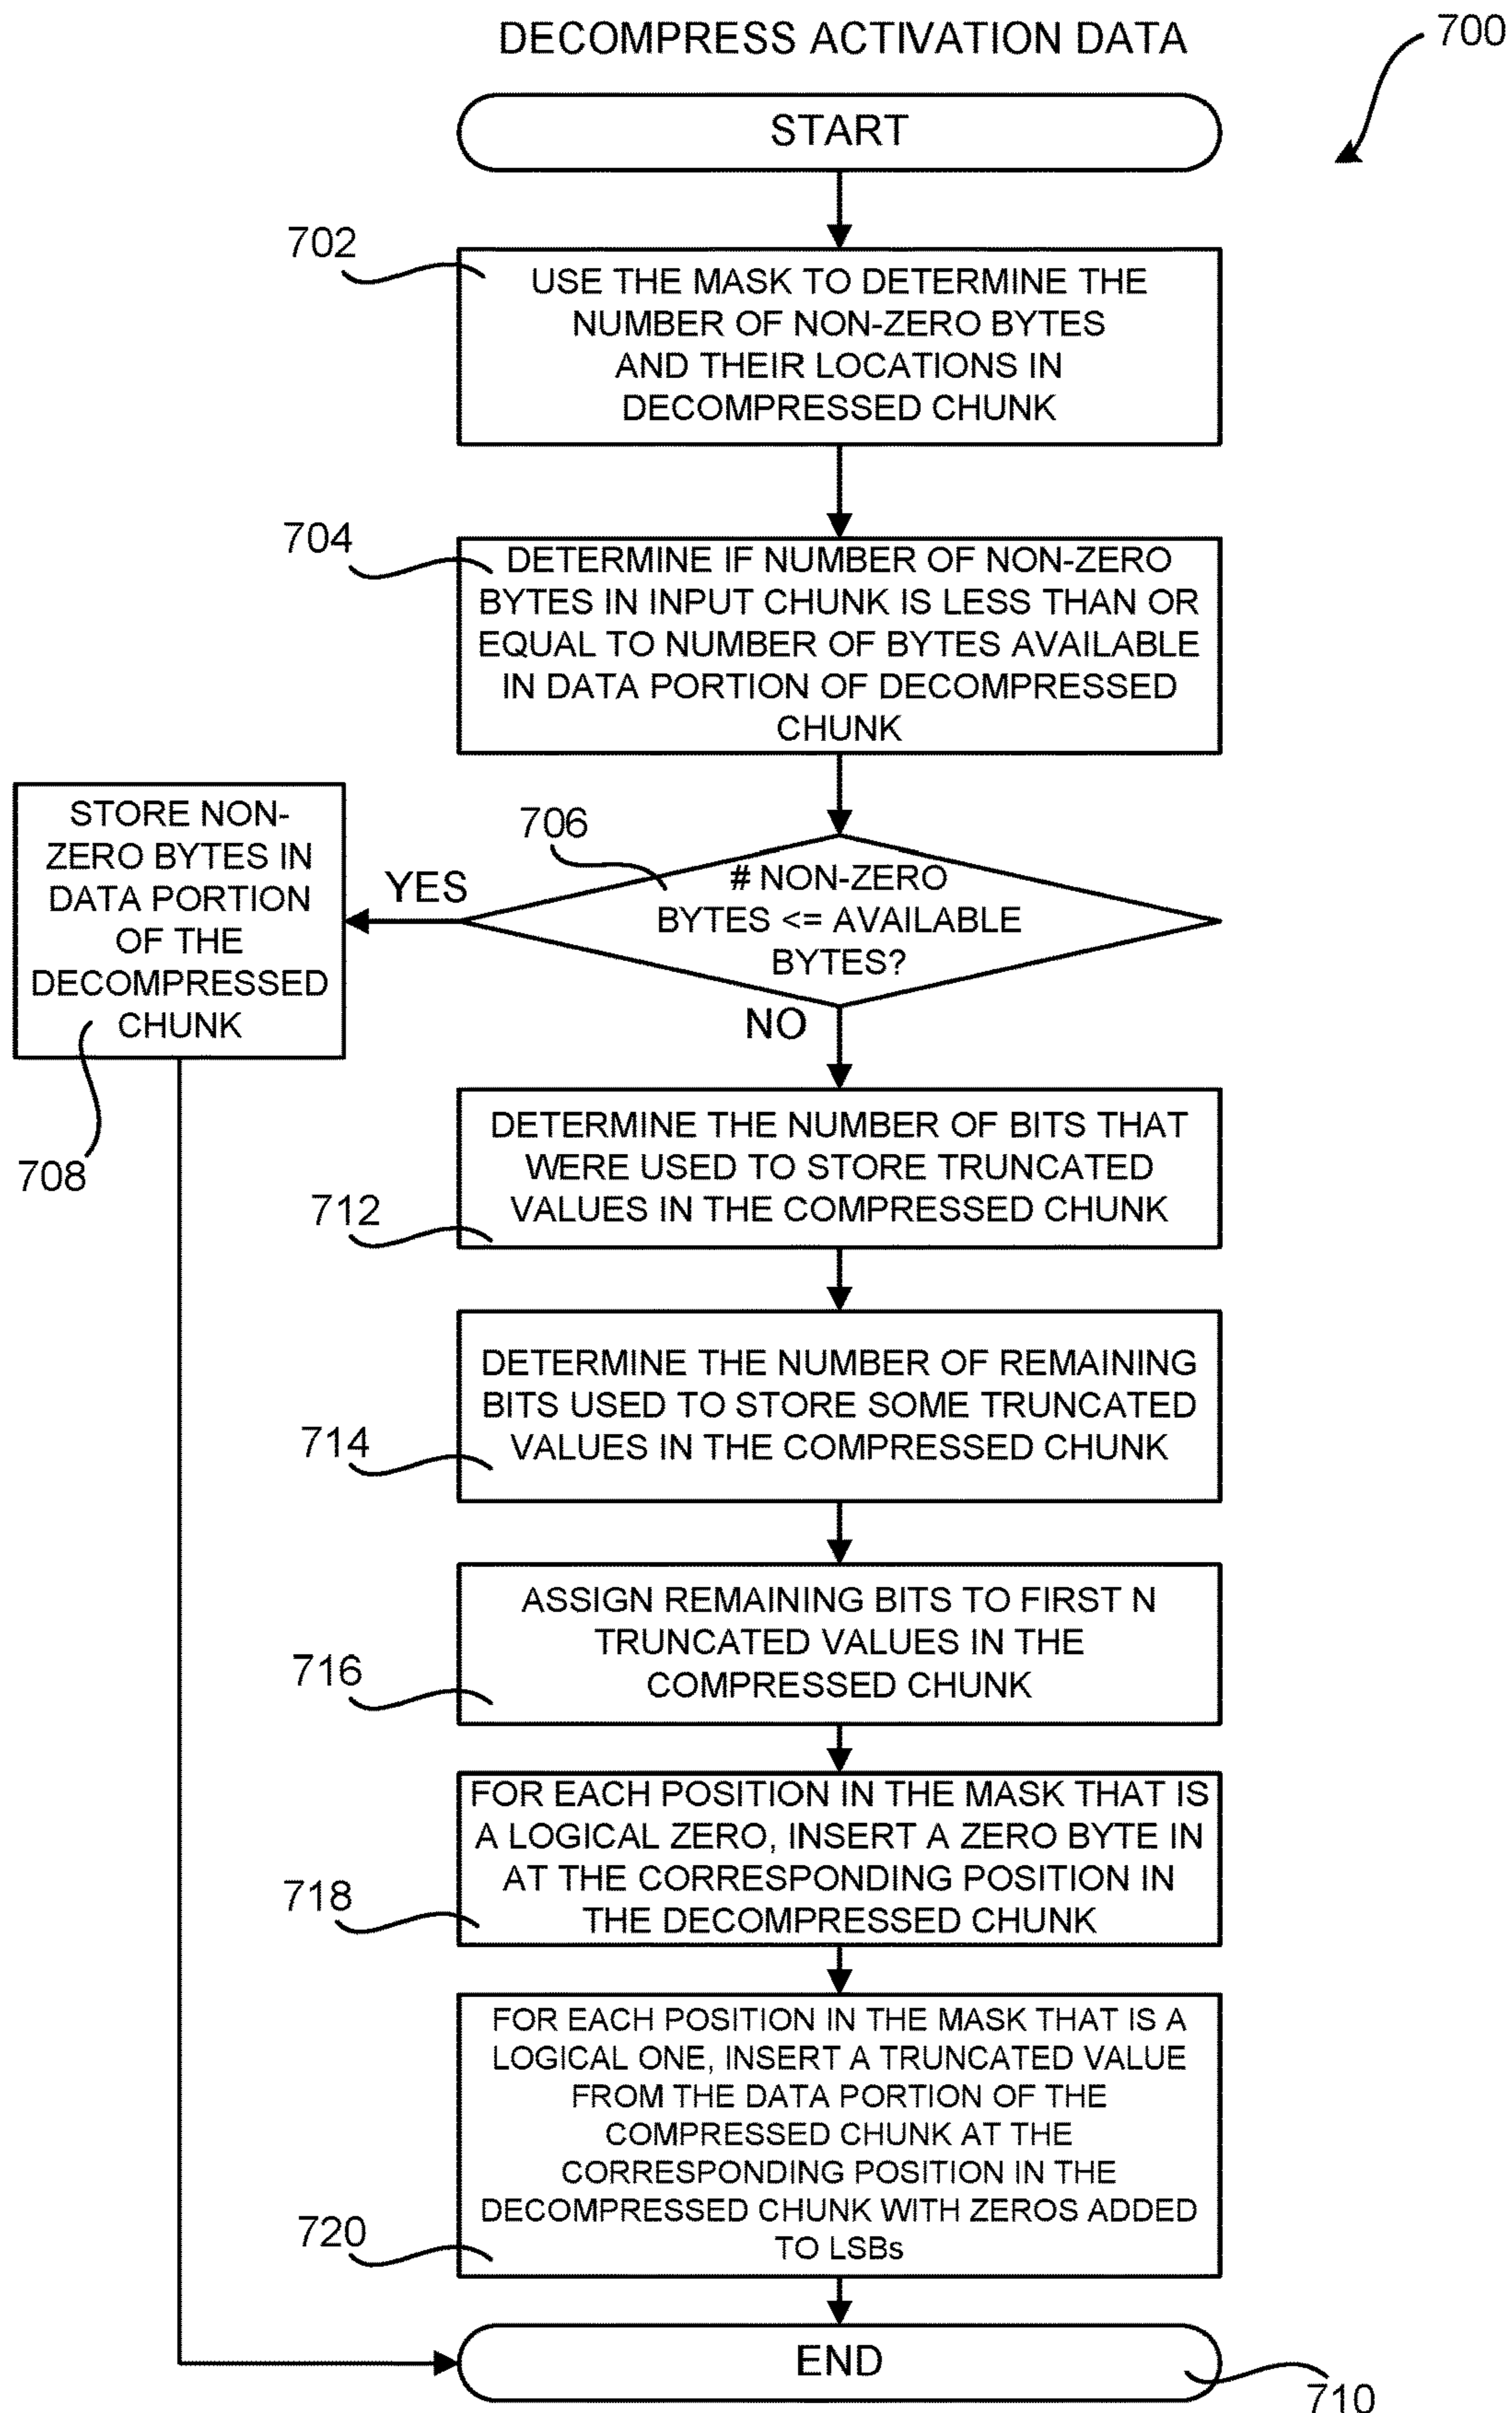 DECOMPRESS ACTIVATION DATA
700
START
702
USE THE MASK TO DETERMINE THE
NUMBER OF NON-ZERO BYTES
AND THEIR LOCATIONS IN
DECOMPRESSED CHUNK
704
DETERMINE IF NUMBER OF NON-ZERO
BYTES IN INPUT CHUNK IS LESS THAN OR
EQUAL TO NUMBER OF BYTES AVAILABLE
IN DATA PORTION OF DECOMPRESSED
CHUNK
706
# NON-ZERO
BYTES <= AVAILABLE
BYTES?
YES
STORE NON-
ZERO BYTES IN
DATA PORTION
OF THE
DECOMPRESSED
CHUNK
708
NO
DETERMINE THE NUMBER OF BITS THAT
WERE USED TO STORE TRUNCATED
VALUES IN THE COMPRESSED CHUNK
712
DETERMINE THE NUMBER OF REMAINING
BITS USED TO STORE SOME TRUNCATED
VALUES IN THE COMPRESSED CHUNK
714
ASSIGN REMAINING BITS TO FIRST N
TRUNCATED VALUES IN THE
COMPRESSED CHUNK
716
FOR EACH POSITION IN THE MASK THAT IS
A LOGICAL ZERO, INSERT A ZERO BYTE IN
AT THE CORRESPONDING POSITION IN
THE DECOMPRESSED CHUNK
718
FOR EACH POSITION IN THE MASK THAT IS A
LOGICAL ONE, INSERT A TRUNCATED VALUE
FROM THE DATA PORTION OF THE
COMPRESSED CHUNK AT THE
CORRESPONDING POSITION IN THE
DECOMPRESSED CHUNK WITH ZEROS ADDED
TO LSBs
720
END
710